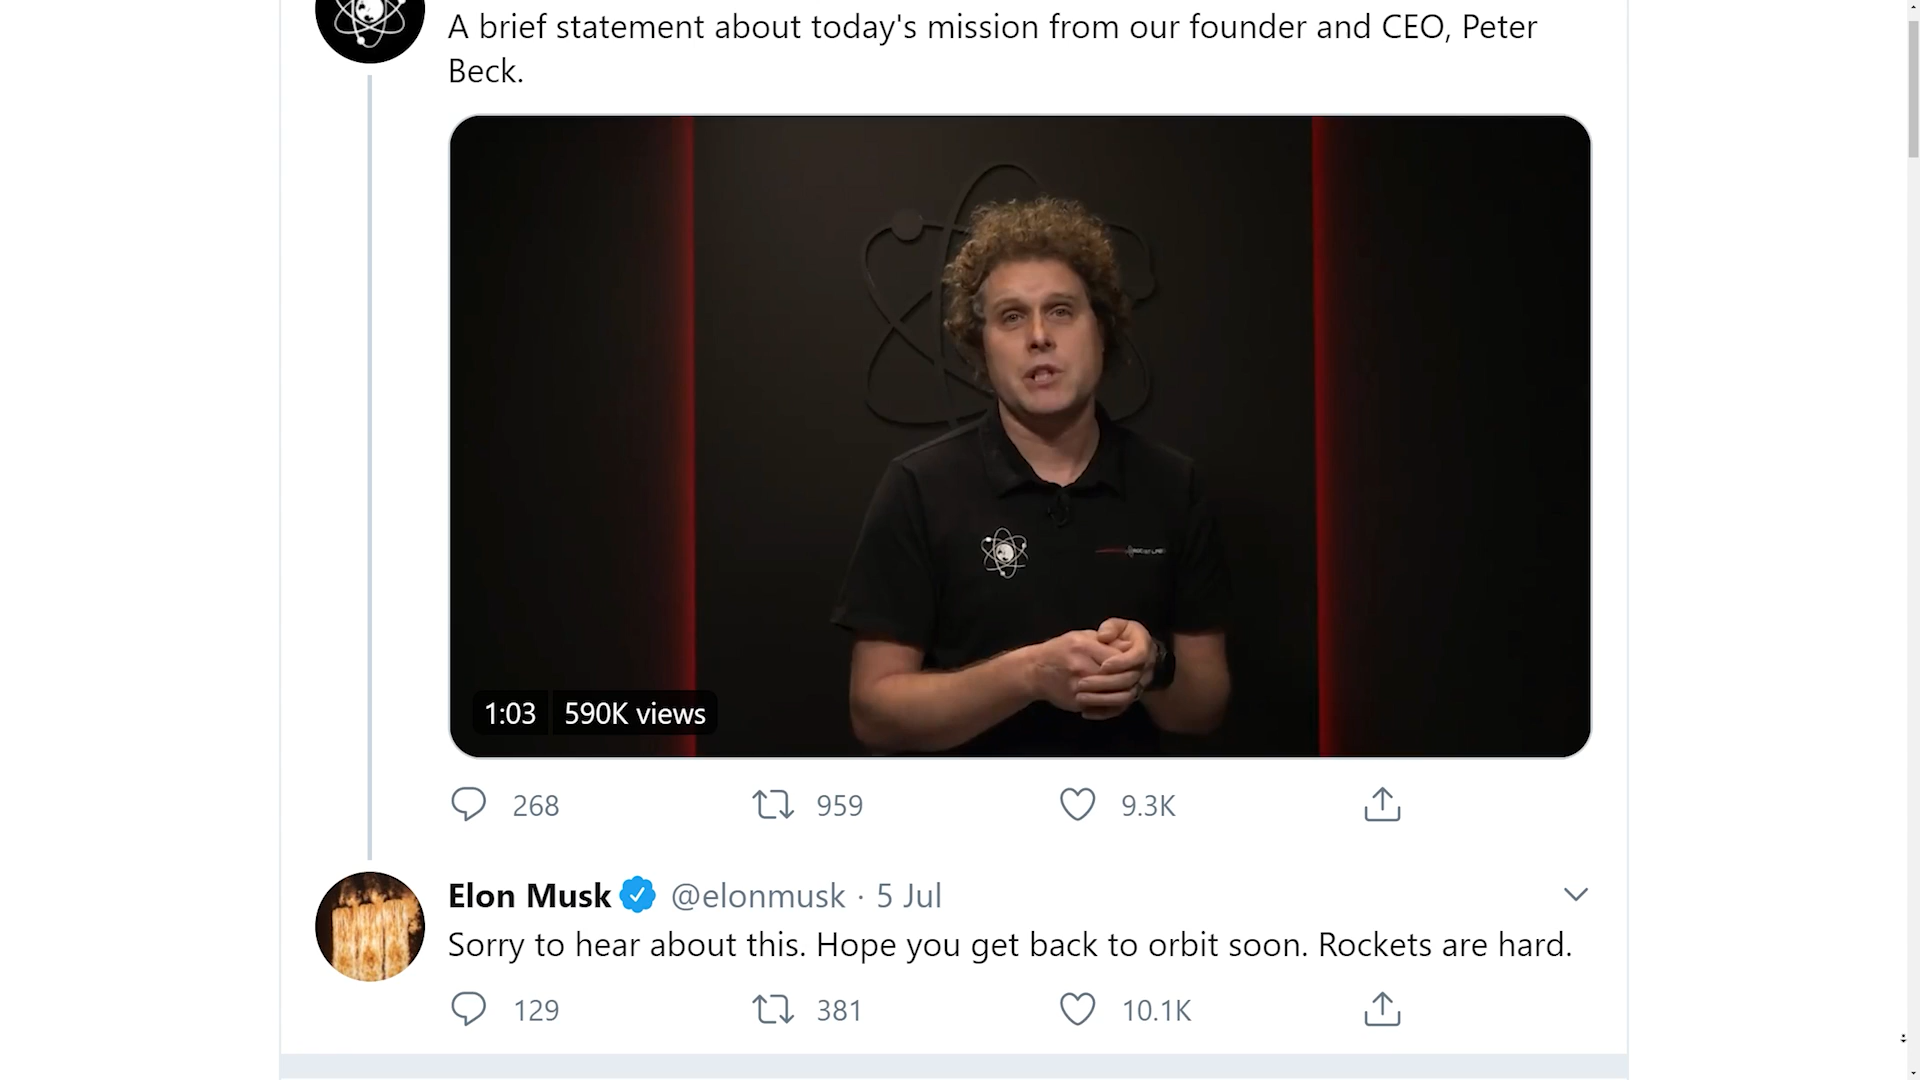 A brief statement about today's mission from our founder and CEO, Peter
Beck.
1:03 590K views
268 959 9.3K
Elon Musk @elonmusk · 5 Jul
Sorry to hear about this. Hope you get back to orbit soon. Rockets are hard.
129 381 10.1K